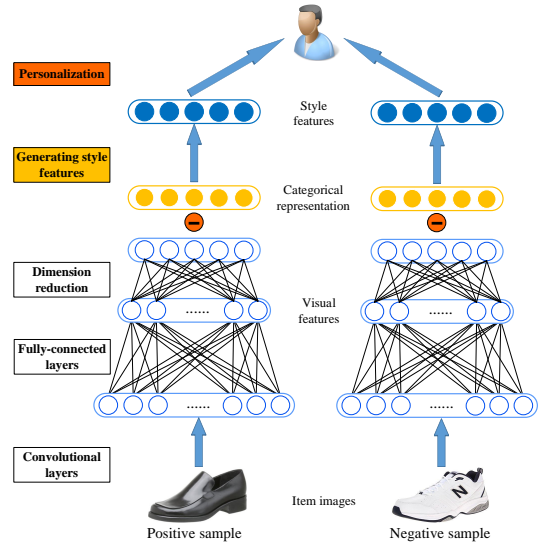 Personalization
Style
features
Generating style
features
Categorical
representation
Dimension
reduction
......
......
Visual
features
Fully-connected
layers
......
......
Convolutional
layers
N
Item images
Positive sample
Negative sample